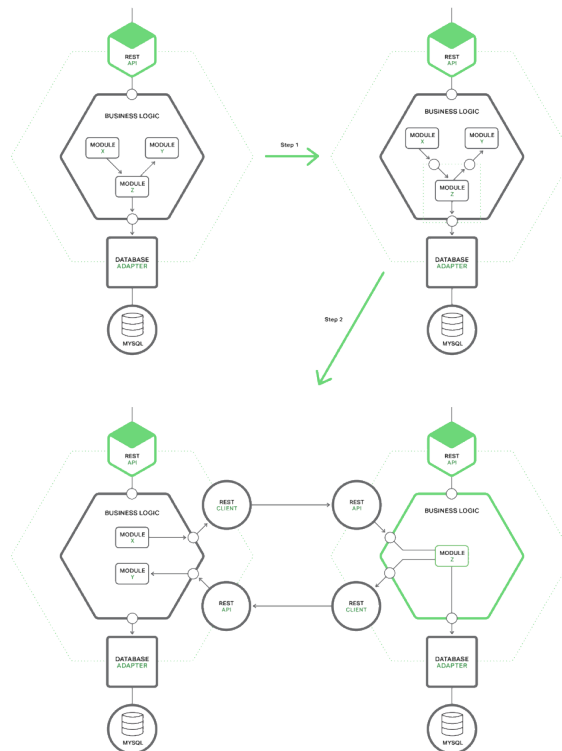 REST
API
BUSINESS LOGIC
MODULE
X
MODULE
Y
MODULE
Z
DATABASE
ADAPTER
MYSQL
Step 1
REST
API
BUSINESS LOGIC
MODULE
X
MODULE
Y
MODULE
Z
DATABASE
ADAPTER
MYSQL
Step 2
REST
API
BUSINESS LOGIC
MODULE
X
MODULE
Y
REST
CLIENT
REST
API
DATABASE
ADAPTER
MYSQL
REST
API
REST
API
BUSINESS LOGIC
MODULE
Z
REST
CLIENT
DATABASE
ADAPTER
MYSQL